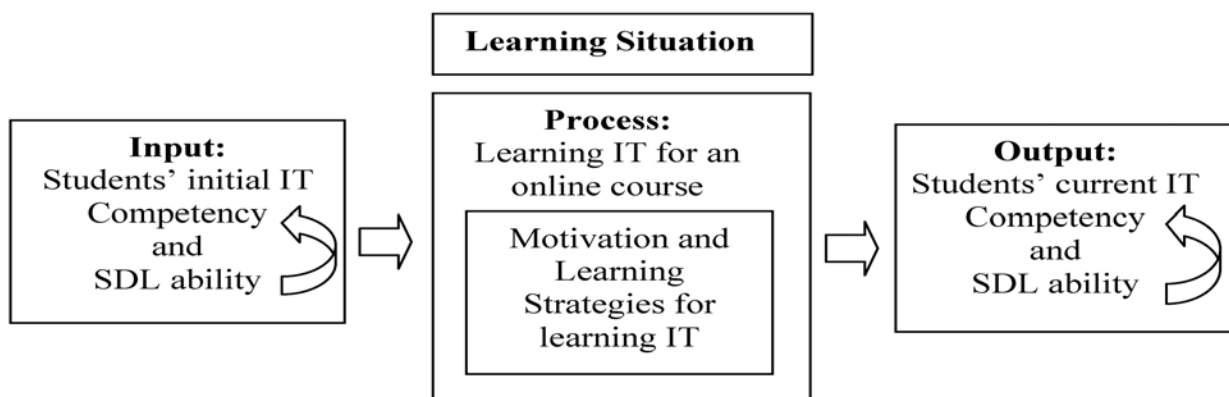 Learning Situation
Input:
Students’ initial IT
Competency
and
SDL ability
Process:
Learning IT for an
online course
Motivation and
Learning
Strategies for
learning IT
Output:
Students’ current IT
Competency
and
SDL ability